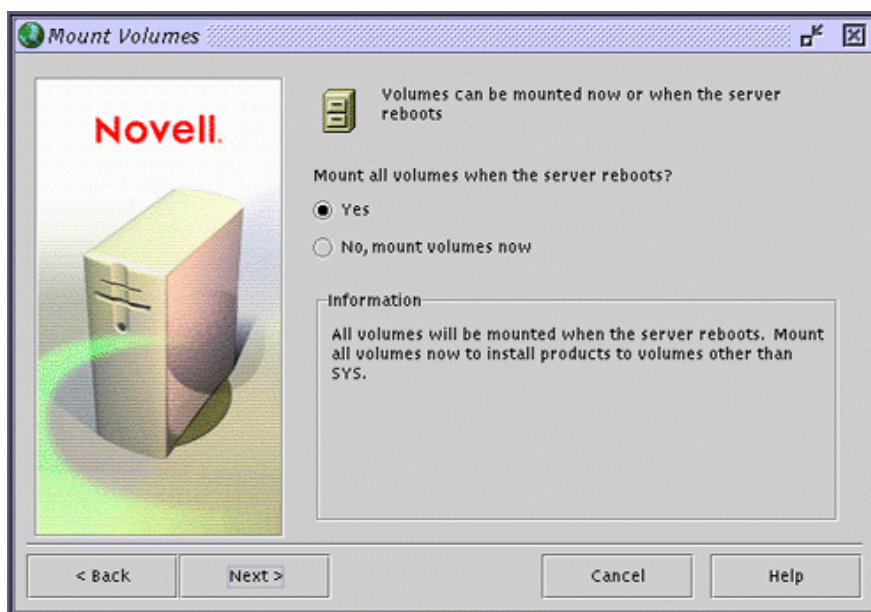 Mount Volumes
Novell.
Volumes can be mounted now or when the server
reboots
Mount all volumes when the server reboots?
Yes
No, mount volumes now
Information
All volumes will be mounted when the server reboots. Mount
all volumes now to install products to volumes other than
SYS.
< Back
Next >
Cancel
Help